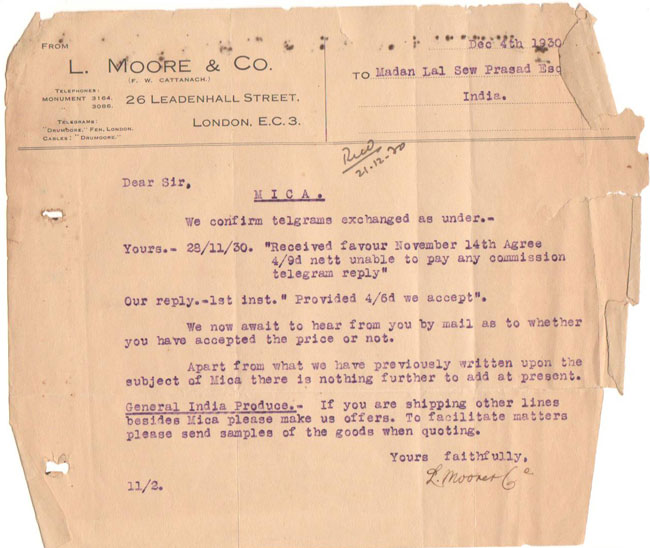 FROM
L. MOORE & CO.
(F. W. CATTANACH.)
TELEPHONES:
MONUMENT 3164,
3086.
26 LEADENHALL STREET,
LONDON, E.C. 3.
TELEGRAMS:
"DRUMOORE," FEN, LONDON.
CABLES: "DRUMOORE."
Dec 4th 1930
TO Madan Lal Sew Prasad Esq
India.
21-12-30
Dear Sir,
MICA.
We confirm telgrams exchanged as under.-
Yours.- 28/11/30. "Received favour November 14th Agree
4/9d nett unable to pay any commission
telegram reply"
Our reply.-1st inst." Provided 4/6d we accept".
We now await to hear from you by mail as to whether
you have accepted the price or not.
Apart from what we have previously written upon the
subject of Mica there is nothing further to add at present.
General India Produce.- If you are shipping other lines
besides Mica please make us offers. To facilitate matters
please send samples of the goods when quoting.
Yours faithfully,
L. Moore & Co
11/2.